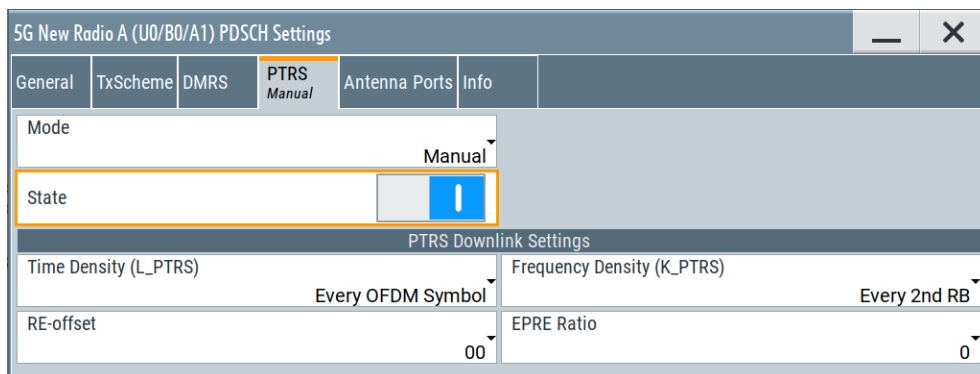 5G New Radio A (U0/B0/A1) PDSCH Settings
General TxScheme DMRS PTRS Manual Antenna Ports Info
Mode
Manual
State
PTRS Downlink Settings
Time Density (L_PTRS) Frequency Density (K_PTRS)
Every OFDM Symbol Every 2nd RB
RE-offset EPRE Ratio
00 0